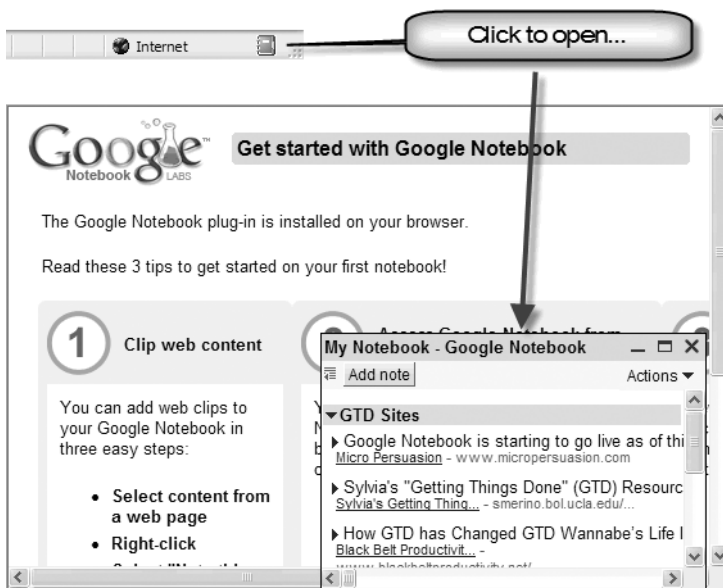 Internet
Click to open...
Google™
Notebook LABS
Get started with Google Notebook
The Google Notebook plug-in is installed on your browser.
Read these 3 tips to get started on your first notebook!
1
Clip web content
You can add web clips to
your Google Notebook in
three easy steps:
• Select content from
a web page
• Right-click
My Notebook - Google Notebook
Add note
Actions
GTD Sites
Google Notebook is starting to go live as of thi
Micro Persuasion - www.micropersuasion.com
Sylvia's "Getting Things Done" (GTD) Resourc
Sylvia's Getting Thing... - smerino.bol.ucla.edu/...
How GTD has Changed GTD Wannabe's Life I
Black Belt Productivit... -